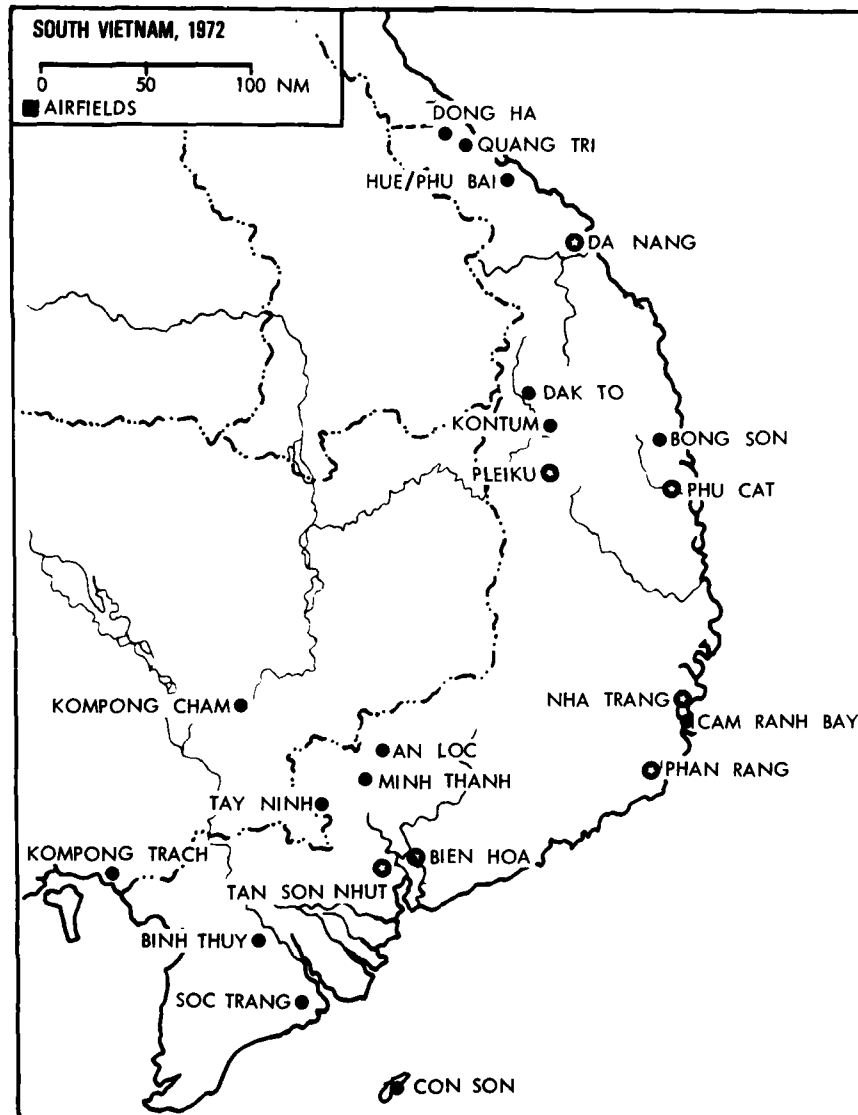 SOUTH VIETNAM, 1972
0 50 100 NM
AIRFIELDS
DONG HA
QUANG TRI
HUE/PHU BAI
DA NANG
DAK TO
KONTUM
BONG SON
PLEIKU
PHU CAT
NHA TRANG
KOMPONG CHAM
CAM RANH BAY
AN LOC
PHAN RANG
MINH THANH
TAY NINH
KOMPONG TRACH
BIEN HOA
TAN SON NHUT
BINH THUY
SOC TRANG
CON SON